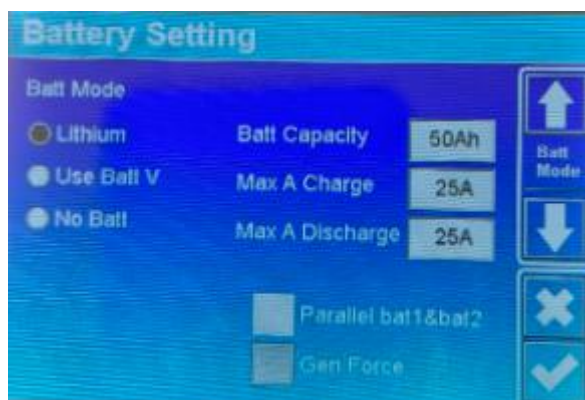 Battery Setting
Batt Mode
Lithium
Use Batt V
No Batt
Batt Capacity 50Ah
Max A Charge 25A
Max A Discharge 25A
Parallel bat1&bat2
Gen Force
Batt
Mode